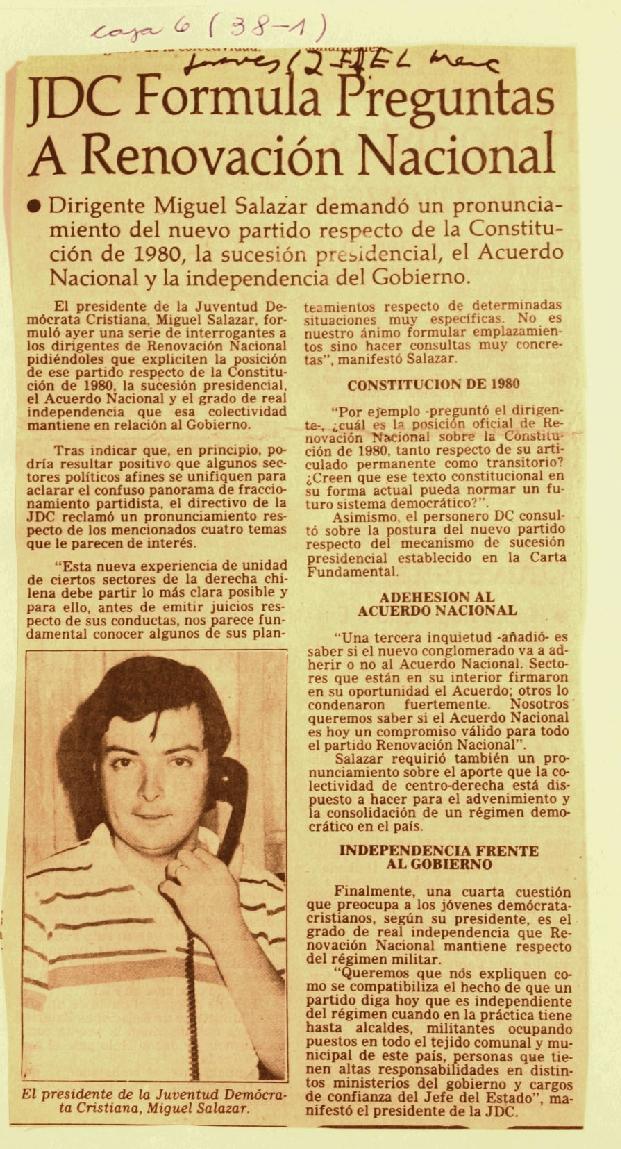 caja 6 (38-1)
JDC Formula Preguntas
A Renovación Nacional
● Dirigente Miguel Salazar demandó un pronuncia-
miento del nuevo partido respecto de la Constitu-
ción de 1980, la sucesión presidencial, el Acuerdo
Nacional y la independencia del Gobierno.
El presidente de la Juventud De-
mócrata Cristiana, Miguel Salazar, for-
muló ayer una serie de interrogantes a
los dirigentes de Renovación Nacional
pidiéndoles que expliciten la posición
de ese partido respecto de la Constitu-
ción de 1980, la sucesión presidencial,
el Acuerdo Nacional y el grado de real
independencia que esa colectividad
mantiene en relación al Gobierno.
Tras indicar que, en principio, po-
dría resultar positivo que algunos sec-
tores políticos afines se unifiquen para
aclarar el confuso panorama de fraccio-
namiento partidista, el directivo de la
JDC reclamó un pronunciamiento res-
pecto de los mencionados cuatro temas
que le parecen de interés.
"Esta nueva experiencia de unidad
de ciertos sectores de la derecha chi-
lena debe partir lo más clara posible y
para ello, antes de emitir juicios res-
pecto de sus conductas, nos parece fun-
damental conocer algunos de sus plan-
teamientos respecto de determinadas
situaciones muy específicas. No es
nuestro ánimo formular emplazamien-
tos sino hacer consultas muy concre-
tas", manifestó Salazar.
CONSTITUCION DE 1980
"Por ejemplo -preguntó el dirigen-
te-, ¿cuál es la posición oficial de Re-
novación Nacional sobre la Constitu-
ción de 1980, tanto respecto de su arti-
culado permanente como transitorio?
¿Creen que ese texto constitucional en
su forma actual pueda normar un fu-
turo sistema democrático?".
Asimismo, el personero DC consul-
tó sobre la postura del nuevo partido
respecto del mecanismo de sucesión
presidencial establecido en la Carta
Fundamental.
ADEHESION AL
ACUERDO NACIONAL
"Una tercera inquietud -añadió- es
saber si el nuevo conglomerado va a ad-
herir o no al Acuerdo Nacional. Secto-
res que están en su interior firmaron
en su oportunidad el Acuerdo; otros lo
condenaron fuertemente. Nosotros
queremos saber si el Acuerdo Nacional
es hoy un compromiso válido para todo
el partido Renovación Nacional".
Salazar requirió también un pro-
nunciamiento sobre el aporte que la co-
lectividad de centro-derecha está dis-
puesto a hacer para el advenimiento y
la consolidación de un régimen demo-
crático en el país.
INDEPENDENCIA FRENTE
AL GOBIERNO
Finalmente, una cuarta cuestión
que preocupa a los jóvenes demócrata-
cristianos, según su presidente, es el
grado de real independencia que Re-
novación Nacional mantiene respecto
del régimen militar.
"Queremos que nós expliquen co-
mo se compatibiliza el hecho de que un
partido diga hoy que es independiente
del régimen cuando en la práctica tiene
hasta alcaldes, militantes ocupando
puestos en todo el tejido comunal y mu-
nicipal de este país, personas que tie-
nen altas responsabilidades en distin-
tos ministerios del gobierno y cargos
de confianza del Jefe del Estado", ma-
nifestó el presidente de la JDC.
El presidente de la Juventud Demócra-
ta Cristiana, Miguel Salazar.